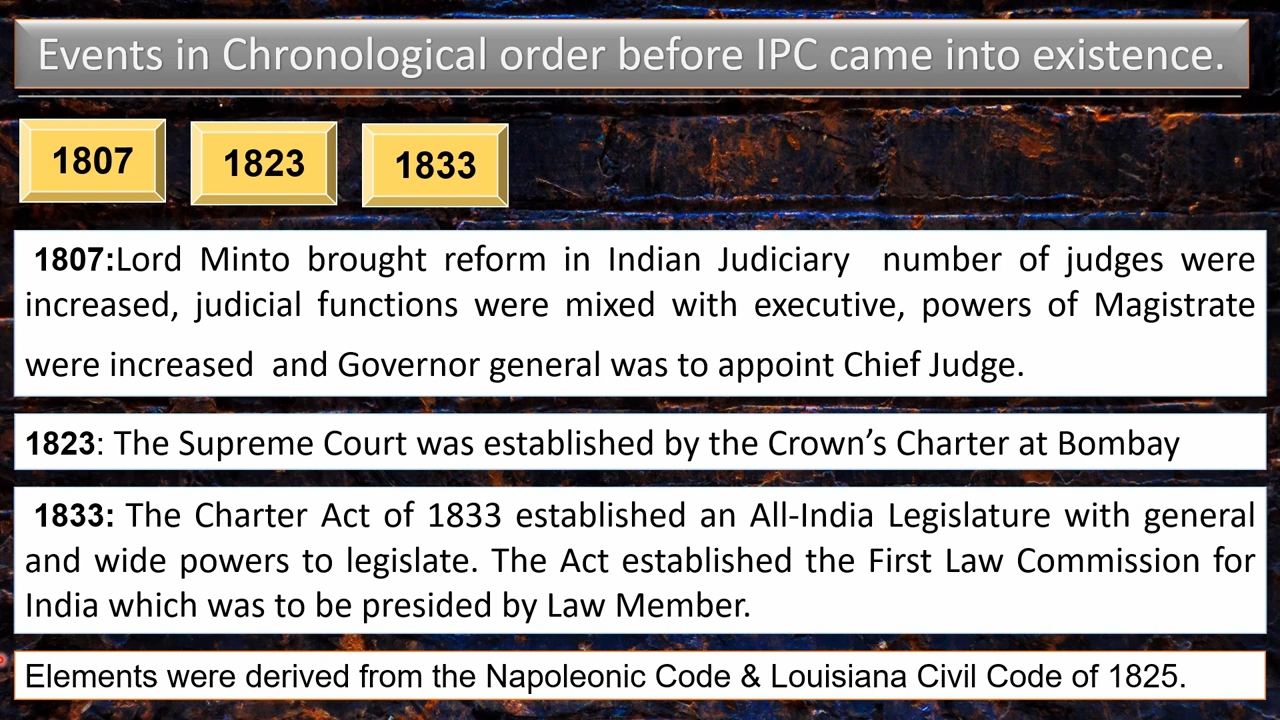 Events in Chronological order before IPC came into existence.
1807
1823
1833
1807:Lord Minto brought reform in Indian Judiciary number of judges were
increased, judicial functions were mixed with executive, powers of Magistrate
were increased and Governor general was to appoint Chief Judge.
1823: The Supreme Court was established by the Crown’s Charter at Bombay
1833: The Charter Act of 1833 established an All-India Legislature with general
and wide powers to legislate. The Act established the First Law Commission for
India which was to be presided by Law Member.
Elements were derived from the Napoleonic Code & Louisiana Civil Code of 1825.